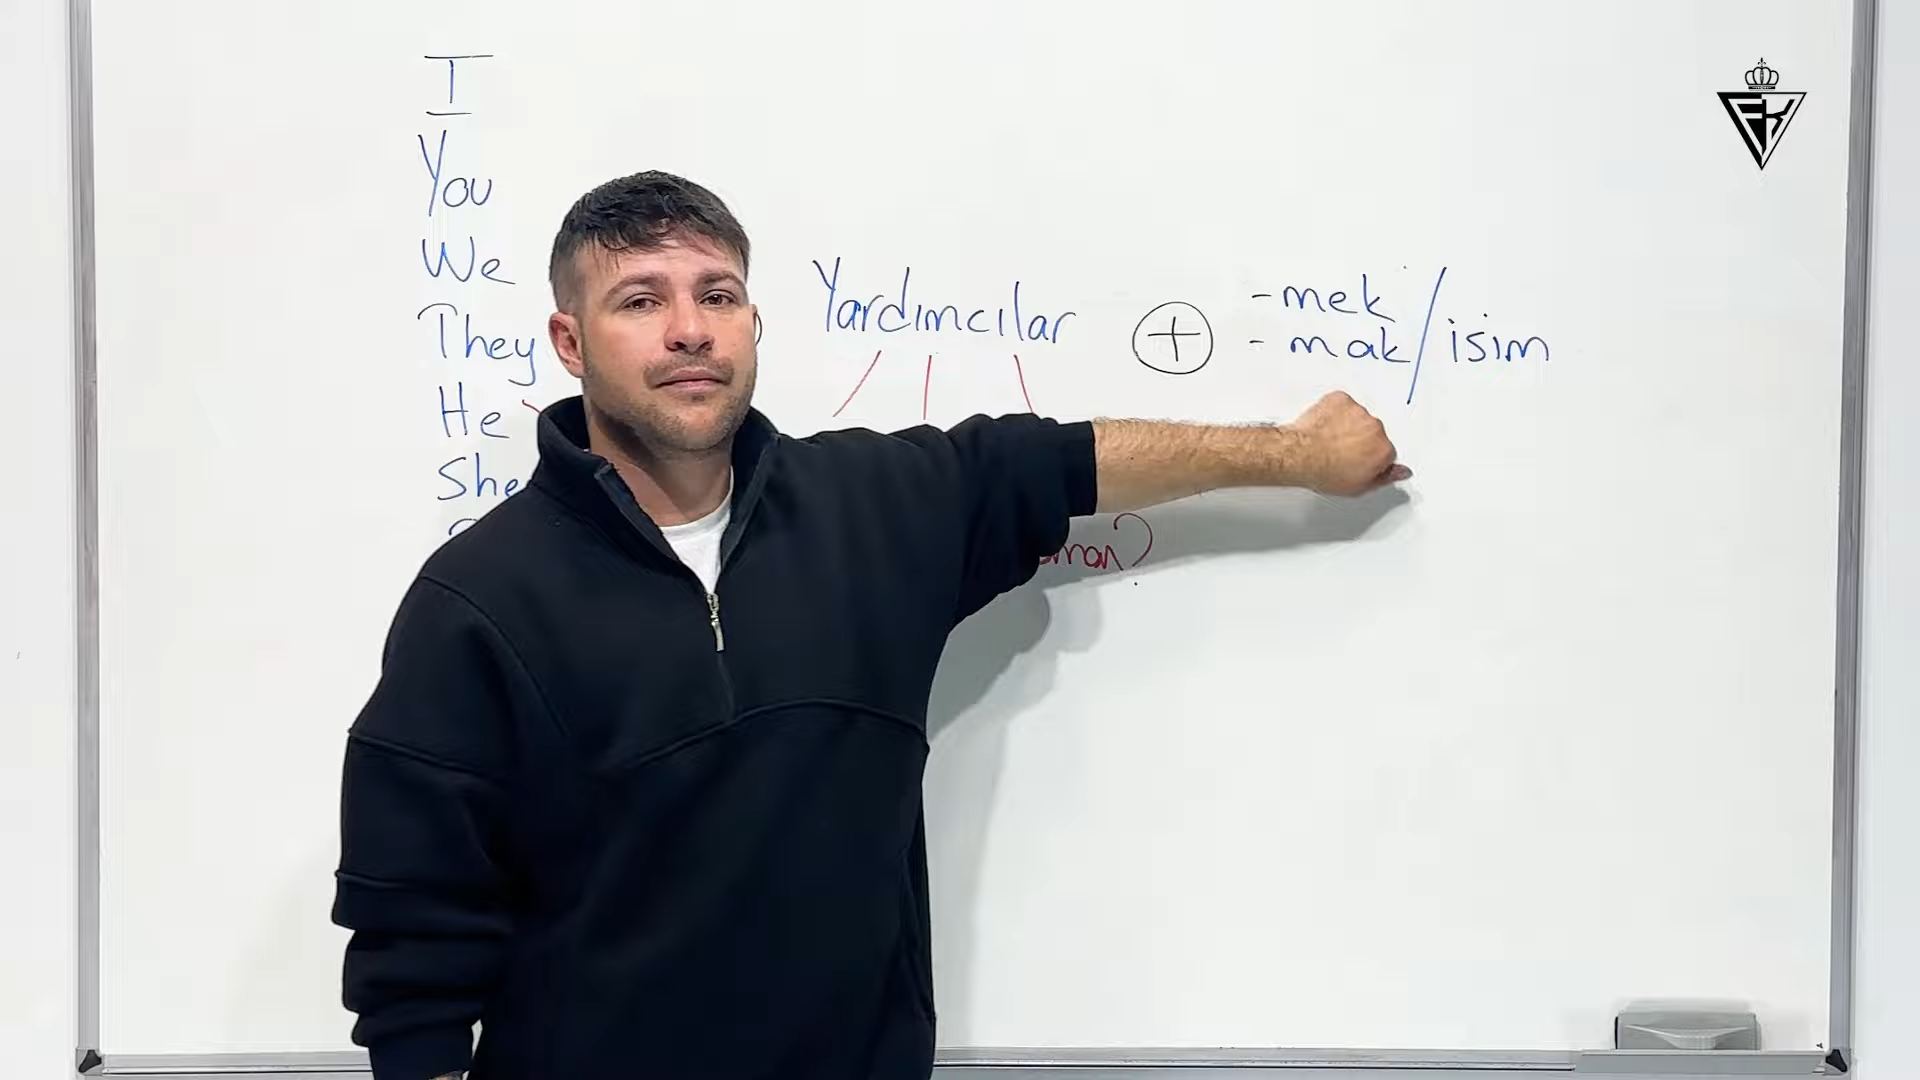 I
You
We
They
He
She
Yardımcılar + -mek / isim
- mak